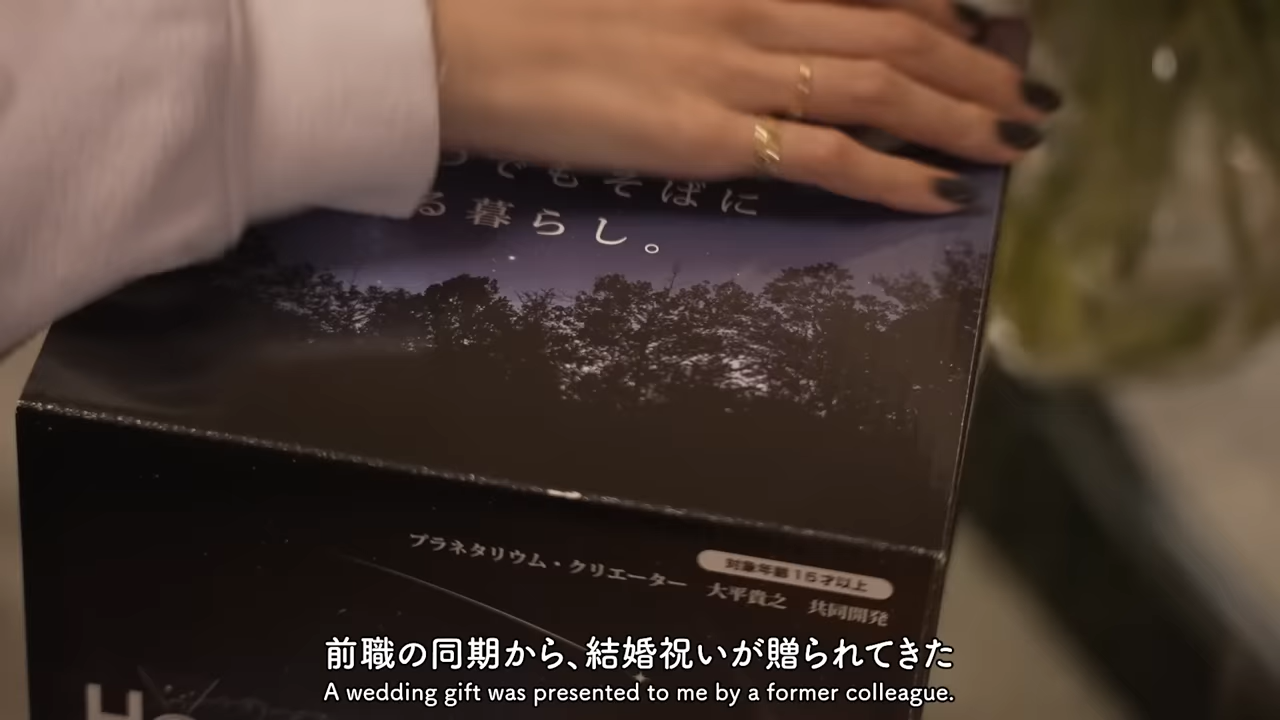 つでもそばに
る暮らし。
プラネタリウム・クリエーター 大平貴之 共同開発
対象年齢15才以上
前職の同期から、結婚祝いが贈られてきた
A wedding gift was presented to me by a former colleague.